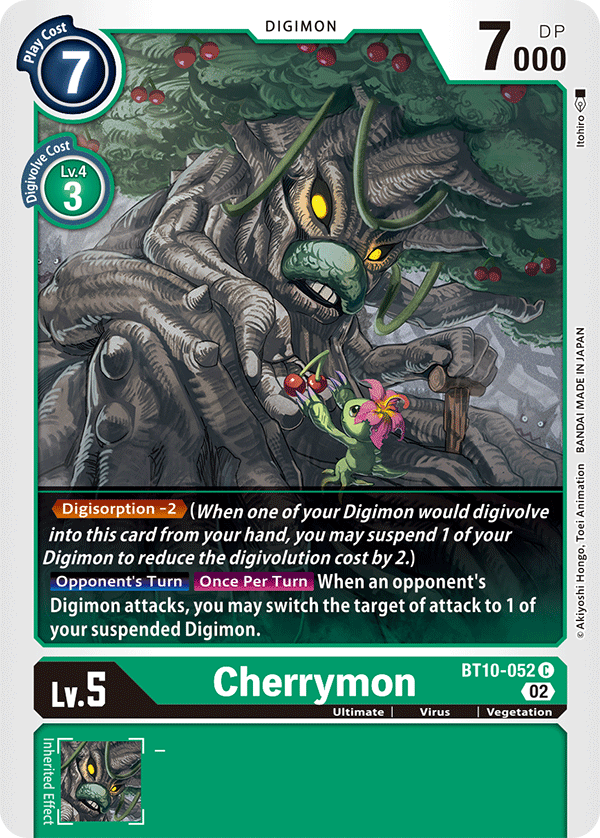 DIGIMON
Play Cost
7
DP
7000
Digivolve Cost
Lv.4
3
Itohiro
© Akiyoshi Hongo, Toei Animation BANDAI MADE IN JAPAN
Digisorption -2 (When one of your Digimon would digivolve
into this card from your hand, you may suspend 1 of your
Digimon to reduce the digivolution cost by 2.)
Opponent's Turn Once Per Turn When an opponent's
Digimon attacks, you may switch the target of attack to 1 of
your suspended Digimon.
Lv.5
Cherrymon
BT10-052 C
02
Ultimate | Virus | Vegetation
Inherited Effect
–